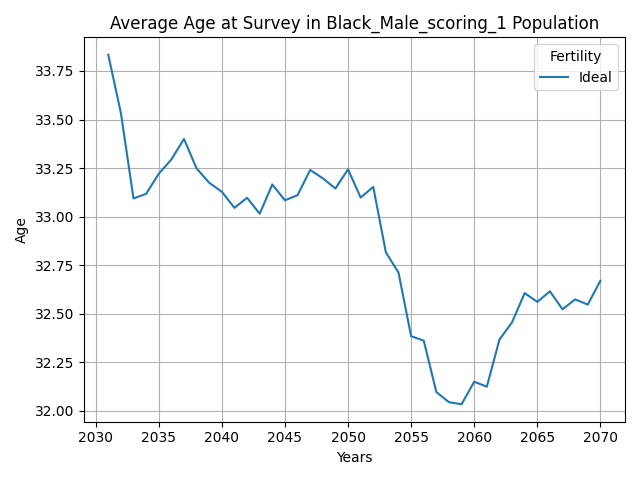 Average Age at Survey in Black_Male_scoring_1 Population
Fertility
Ideal
33.75
33.50
33.25
33.00
32.75
32.50
32.25
32.00
Age
2030 2035 2040 2045 2050 2055 2060 2065 2070
Years